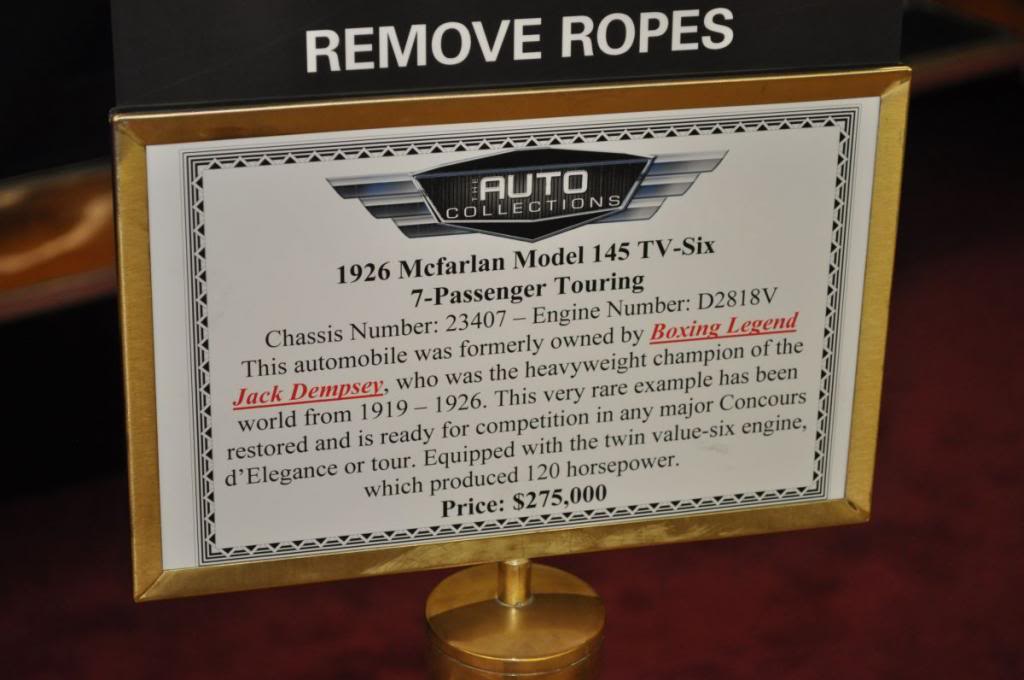 REMOVE ROPES
THE AUTO
COLLECTIONS
1926 Mcfarlan Model 145 TV-Six
7-Passenger Touring
Chassis Number: 23407 – Engine Number: D2818V
This automobile was formerly owned by Boxing Legend
Jack Dempsey, who was the heavyweight champion of the
world from 1919 – 1926. This very rare example has been
restored and is ready for competition in any major Concours
d'Elegance or tour. Equipped with the twin value-six engine,
which produced 120 horsepower.
Price: $275,000